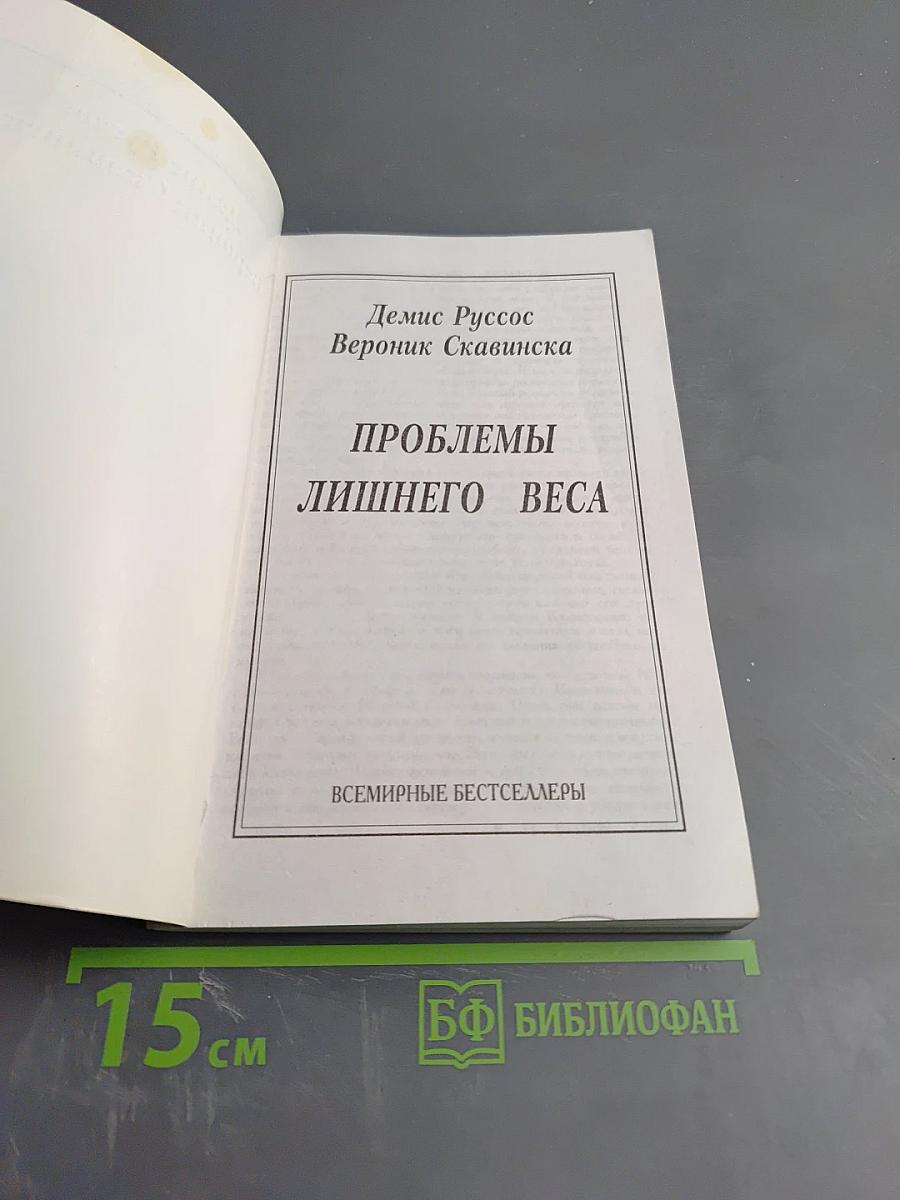 Демис Руссос
Вероник Скавинска
ПРОБЛЕМЫ
ЛИШНЕГО ВЕСА
ВСЕМИРНЫЕ БЕСТСЕЛЛЕРЫ
15 см
БФ БИБЛИОФАН